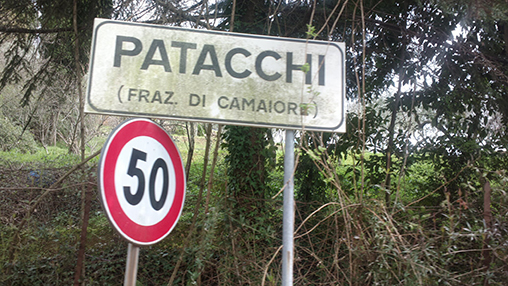 PATACCHI
(FRAZ. DI CAMAIORE)
50